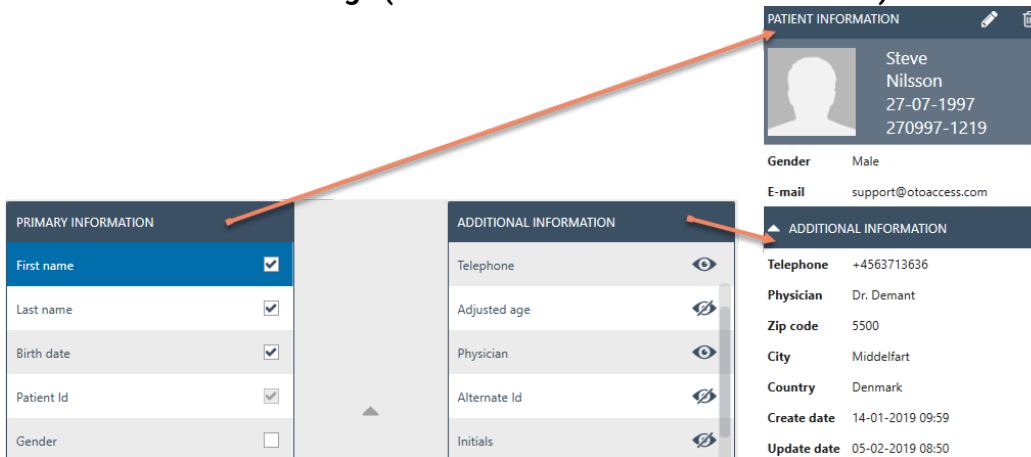 PATIENT INFORMATION
Steve
Nilsson
27-07-1997
270997-1219
Gender Male
E-mail support@otoaccess.com
PRIMARY INFORMATION
First name
Last name
Birth date
Patient Id
Gender
ADDITIONAL INFORMATION
Telephone
Adjusted age
Physician
Alternate Id
Initials
ADDITIONAL INFORMATION
Telephone +4563713636
Physician Dr. Demant
Zip code 5500
City Middelfart
Country Denmark
Create date 14-01-2019 09:59
Update date 05-02-2019 08:50